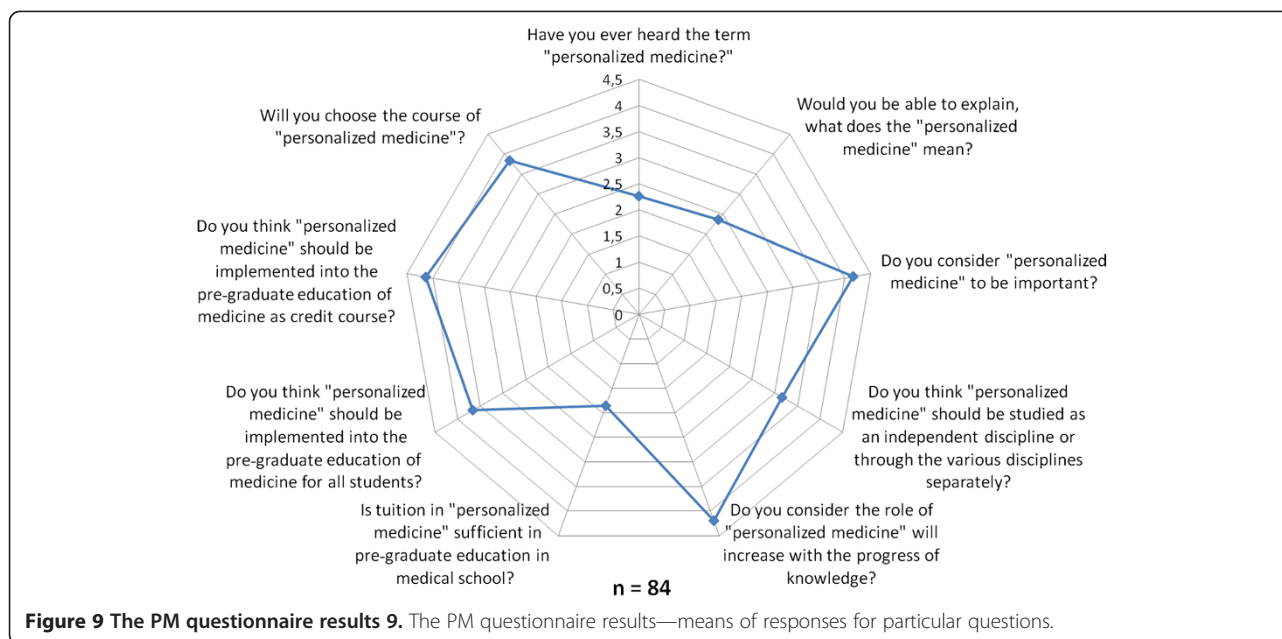 Have you ever heard the term
"personalized medicine?"
4,5
4
3,5
3
2,5
2
1,5
1
0,5
0
Would you be able to explain,
what does the "personalized
medicine" mean?
Do you consider "personalized
medicine" to be important?
Do you think "personalized
medicine" should be studied as
an independent discipline or
through the various disciplines
separately?
Do you consider the role of
"personalized medicine" will
increase with the progress of
knowledge?
Is tuition in "personalized
medicine" sufficient in
pre-graduate education in
medical school?
Do you think "personalized
medicine" should be
implemented into the
pre-graduate education of
medicine for all students?
Do you think "personalized
medicine" should be
implemented into the
pre-graduate education of
medicine as credit course?
Will you choose the course of
"personalized medicine"?
n = 84
Figure 9 The PM questionnaire results 9. The PM questionnaire results—means of responses for particular questions.